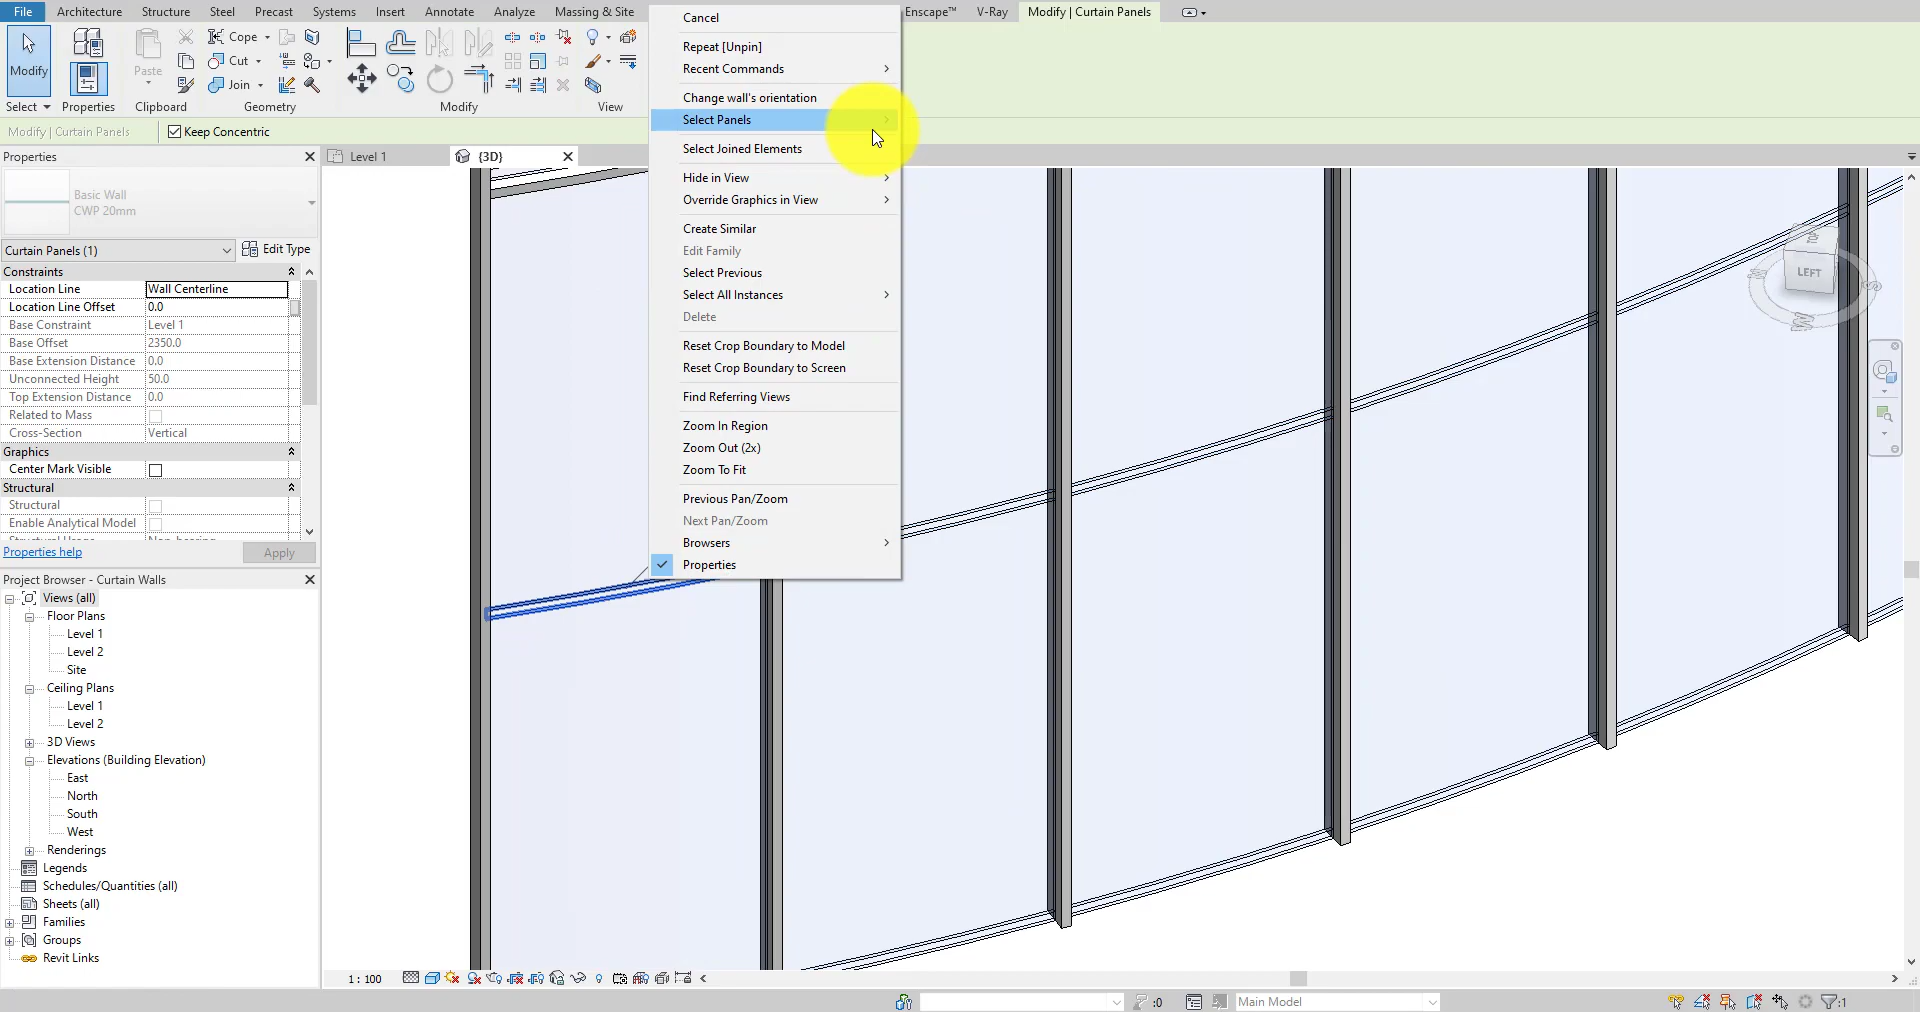 File Architecture Structure Steel Precast Systems Insert Annotate Analyze Massing & Site Enscape™ V-Ray Modify | Curtain Panels
Modify
Select Properties
Paste
Clipboard
Cope
Cut
Join
Geometry
Modify
View
Modify | Curtain Panels
Keep Concentric
Properties
Basic Wall
CWP 20mm
Curtain Panels (1)
Edit Type
Constraints
Location Line Wall Centerline
Location Line Offset 0.0
Base Constraint Level 1
Base Offset 2350.0
Base Extension Distance 0.0
Unconnected Height 50.0
Top Extension Distance 0.0
Related to Mass
Cross-Section Vertical
Graphics
Center Mark Visible
Structural
Structural
Enable Analytical Model
Properties help
Apply
Project Browser - Curtain Walls
Views (all)
Floor Plans
Level 1
Level 2
Site
Ceiling Plans
Level 1
Level 2
3D Views
Elevations (Building Elevation)
East
North
South
West
Renderings
Legends
Schedules/Quantities (all)
Sheets (all)
Families
Groups
Revit Links
Level 1
{3D}
Cancel
Repeat [Unpin]
Recent Commands
Change wall's orientation
Select Panels
Select Joined Elements
Hide in View
Override Graphics in View
Create Similar
Edit Family
Select Previous
Select All Instances
Delete
Reset Crop Boundary to Model
Reset Crop Boundary to Screen
Find Referring Views
Zoom In Region
Zoom Out (2x)
Zoom To Fit
Previous Pan/Zoom
Next Pan/Zoom
Browsers
Properties
TOP
LEFT
1 : 100
:0
Main Model
:1